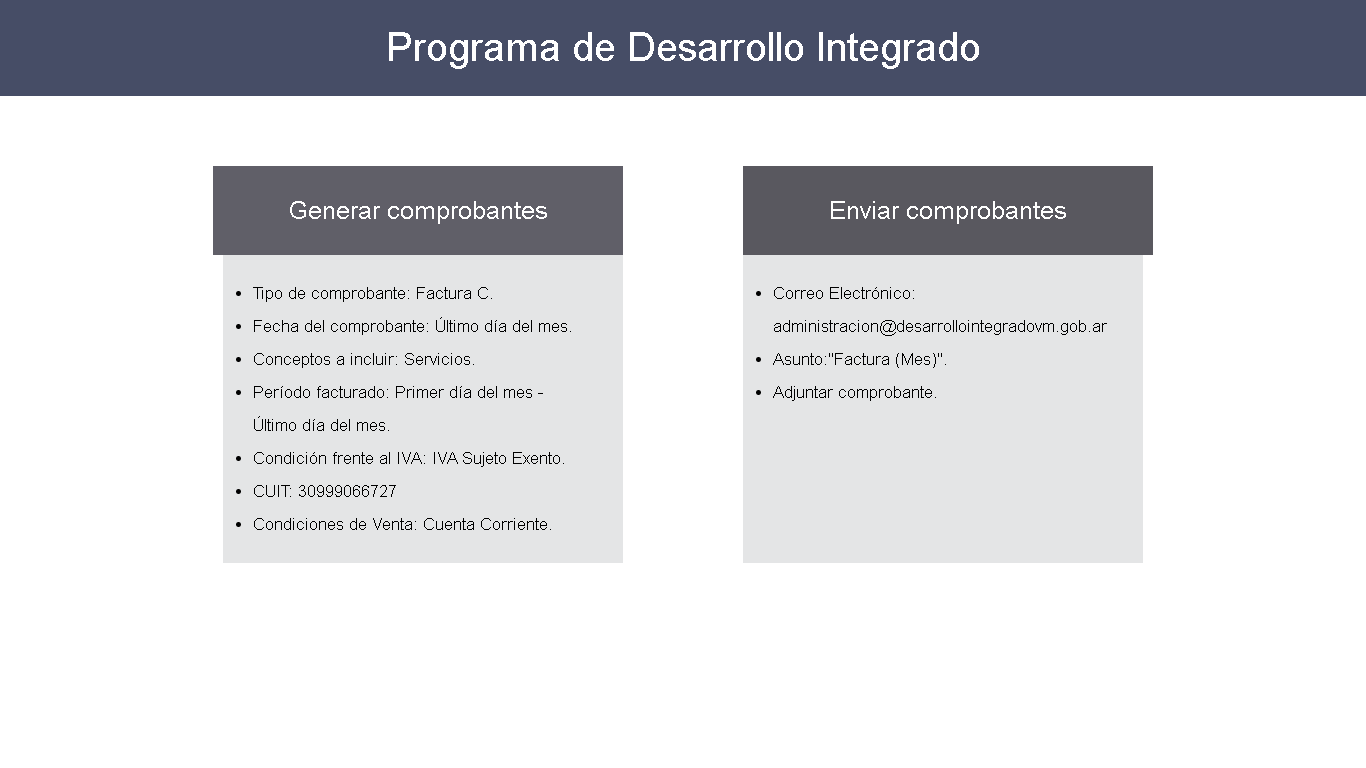 Programa de Desarrollo Integrado
Generar comprobantes
• Tipo de comprobante: Factura C.
• Fecha del comprobante: Último día del mes.
• Conceptos a incluir: Servicios.
• Período facturado: Primer día del mes -
Último día del mes.
• Condición frente al IVA: IVA Sujeto Exento.
• CUIT: 30999066727
• Condiciones de Venta: Cuenta Corriente.
Enviar comprobantes
• Correo Electrónico:
administracion@desarrollointegradovm.gob.ar
• Asunto:"Factura (Mes)".
• Adjuntar comprobante.